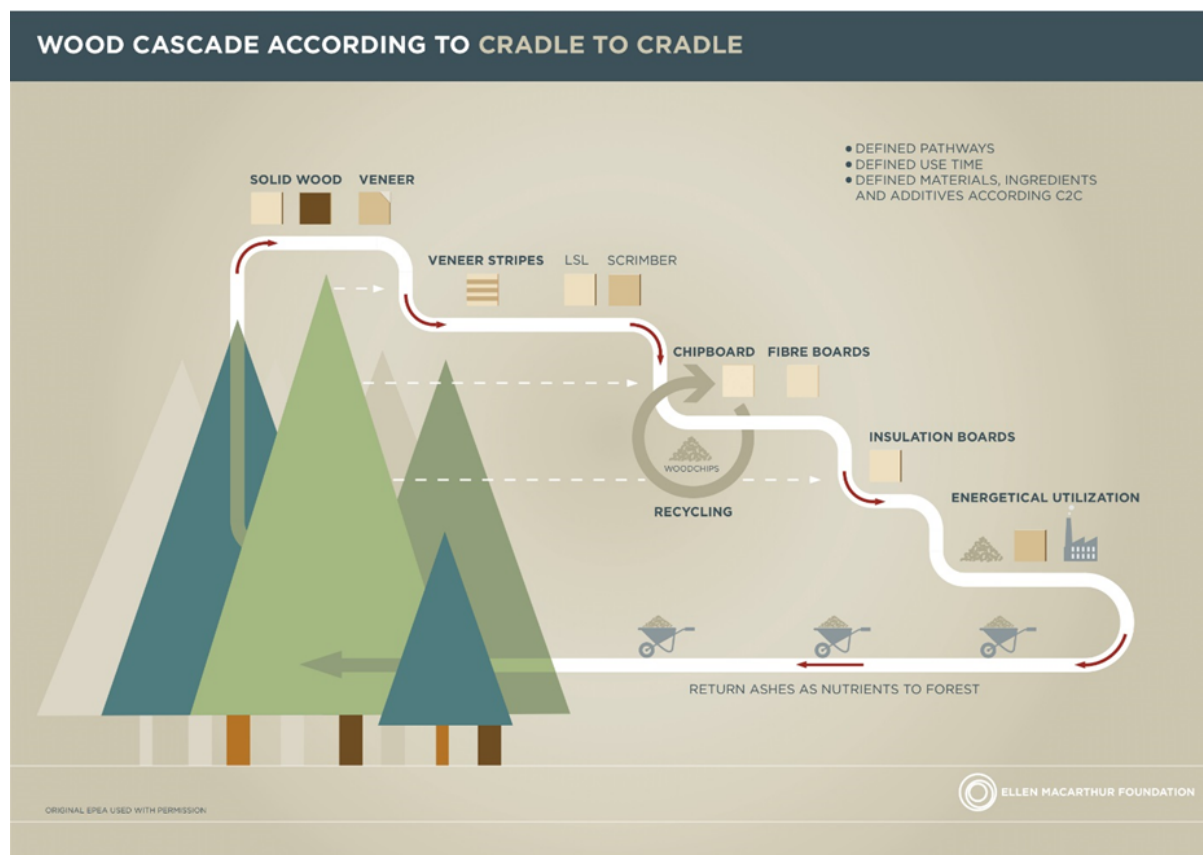 WOOD CASCADE ACCORDING TO CRADLE TO CRADLE
• DEFINED PATHWAYS
• DEFINED USE TIME
• DEFINED MATERIALS, INGREDIENTS
AND ADDITIVES ACCORDING C2C
SOLID WOOD VENEER
VENEER STRIPES LSL SCRIMBER
CHIPBOARD FIBRE BOARDS
WOODCHIPS
RECYCLING
INSULATION BOARDS
ENERGETICAL UTILIZATION
RETURN ASHES AS NUTRIENTS TO FOREST
ELLEN MACARTHUR FOUNDATION
ORIGINAL EPEA USED WITH PERMISSION